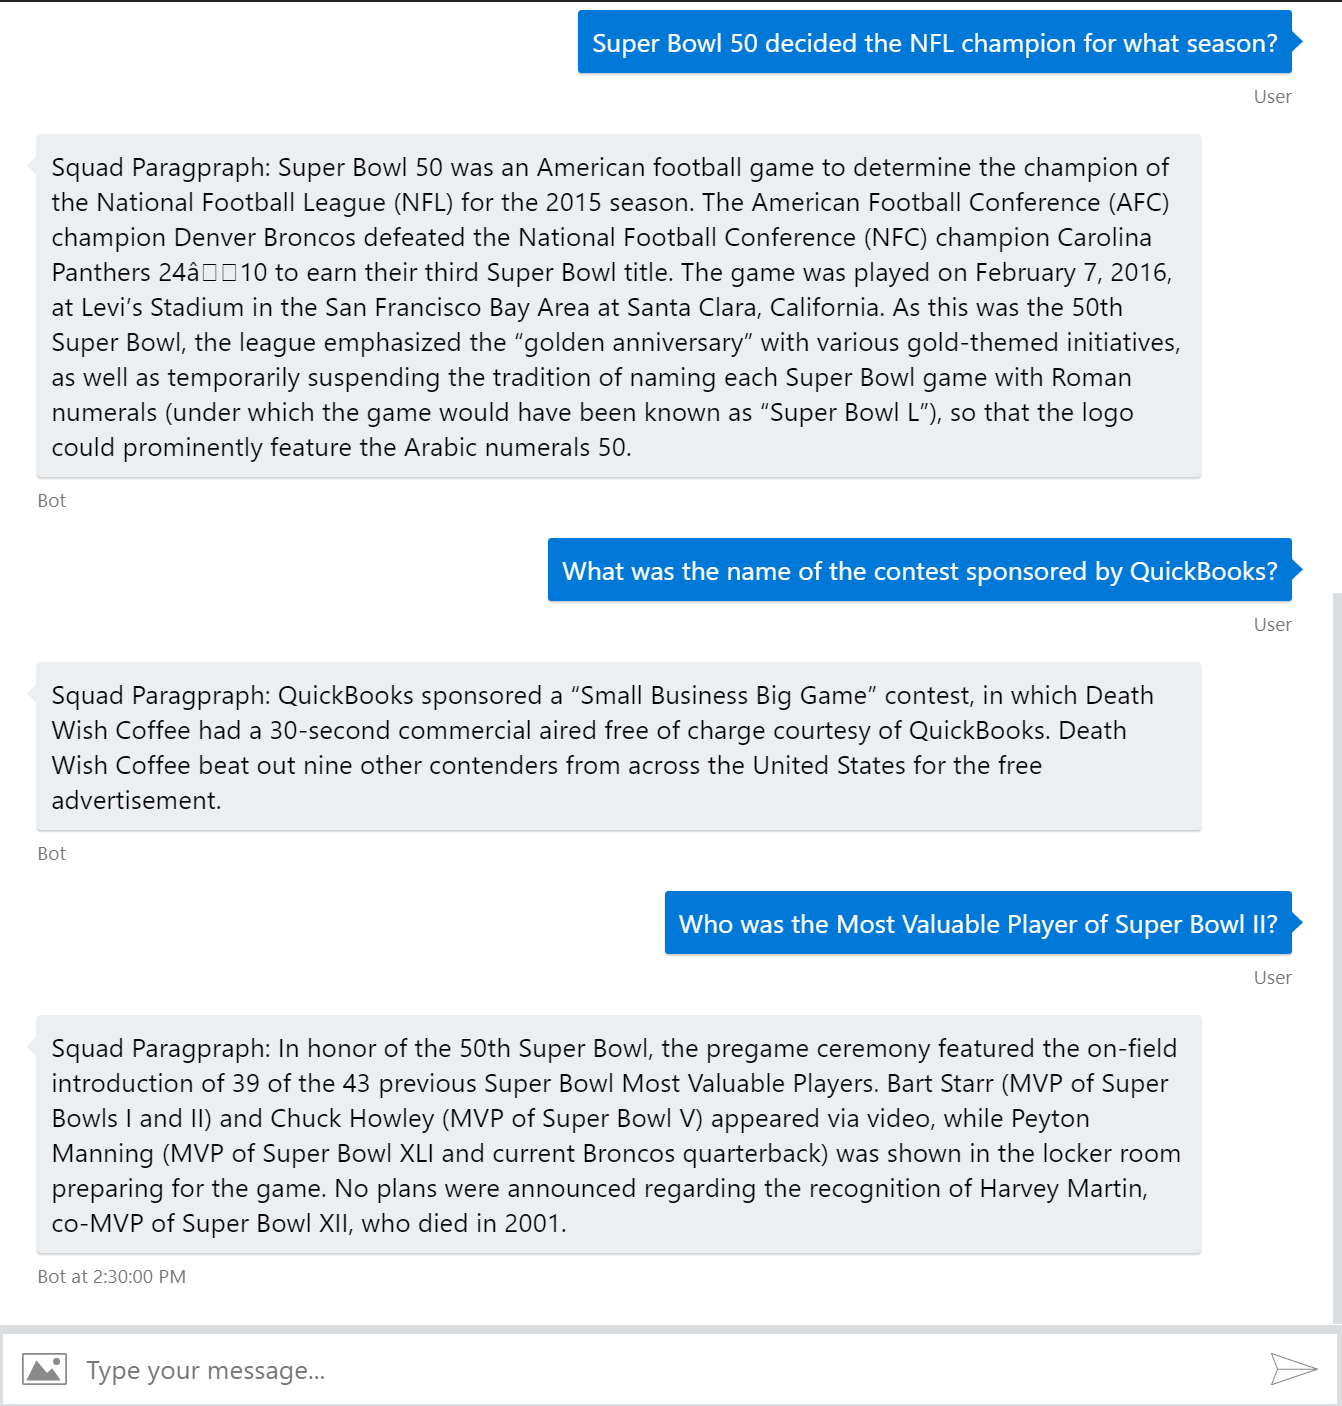 Super Bowl 50 decided the NFL champion for what season?
User
Squad Paragpraph: Super Bowl 50 was an American football game to determine the champion of
the National Football League (NFL) for the 2015 season. The American Football Conference (AFC)
champion Denver Broncos defeated the National Football Conference (NFC) champion Carolina
Panthers 24â□□10 to earn their third Super Bowl title. The game was played on February 7, 2016,
at Levi’s Stadium in the San Francisco Bay Area at Santa Clara, California. As this was the 50th
Super Bowl, the league emphasized the “golden anniversary” with various gold-themed initiatives,
as well as temporarily suspending the tradition of naming each Super Bowl game with Roman
numerals (under which the game would have been known as “Super Bowl L”), so that the logo
could prominently feature the Arabic numerals 50.
Bot
What was the name of the contest sponsored by QuickBooks?
User
Squad Paragpraph: QuickBooks sponsored a “Small Business Big Game” contest, in which Death
Wish Coffee had a 30-second commercial aired free of charge courtesy of QuickBooks. Death
Wish Coffee beat out nine other contenders from across the United States for the free
advertisement.
Bot
Who was the Most Valuable Player of Super Bowl II?
User
Squad Paragpraph: In honor of the 50th Super Bowl, the pregame ceremony featured the on-field
introduction of 39 of the 43 previous Super Bowl Most Valuable Players. Bart Starr (MVP of Super
Bowls I and II) and Chuck Howley (MVP of Super Bowl V) appeared via video, while Peyton
Manning (MVP of Super Bowl XLI and current Broncos quarterback) was shown in the locker room
preparing for the game. No plans were announced regarding the recognition of Harvey Martin,
co-MVP of Super Bowl XII, who died in 2001.
Bot at 2:30:00 PM
Type your message...